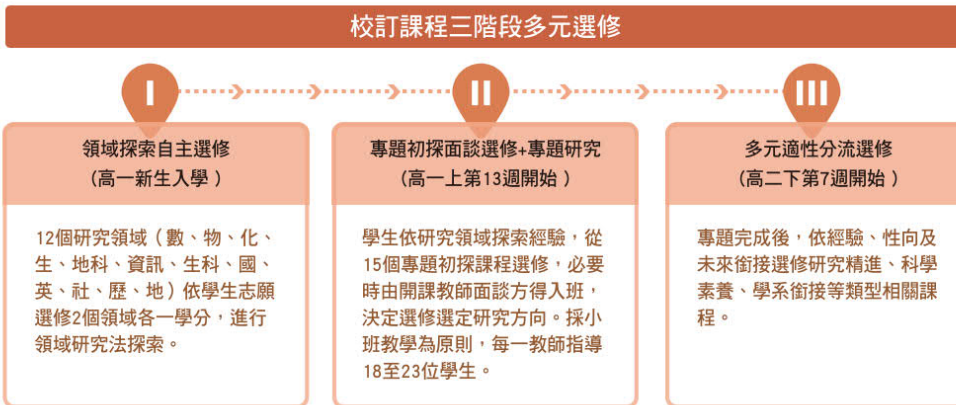 校訂課程三階段多元選修
I
II
III
領域探索自主選修
(高一新生入學 )
12個研究領域（數、物、化、
生、地科、資訊、生科、國、
英、社、歷、地）依學生志願
選修2個領域各一學分，進行
領域研究法探索。
專題初探面談選修+專題研究
(高一上第13週開始 )
學生依研究領域探索經驗，從
15個專題初探課程選修，必要
時由開課教師面談方得入班，
決定選修選定研究方向。採小
班教學為原則，每一教師指導
18至23位學生。
多元適性分流選修
(高二下第7週開始 )
專題完成後，依經驗、性向及
未來銜接選修研究精進、科學
素養、學系銜接等類型相關課
程。